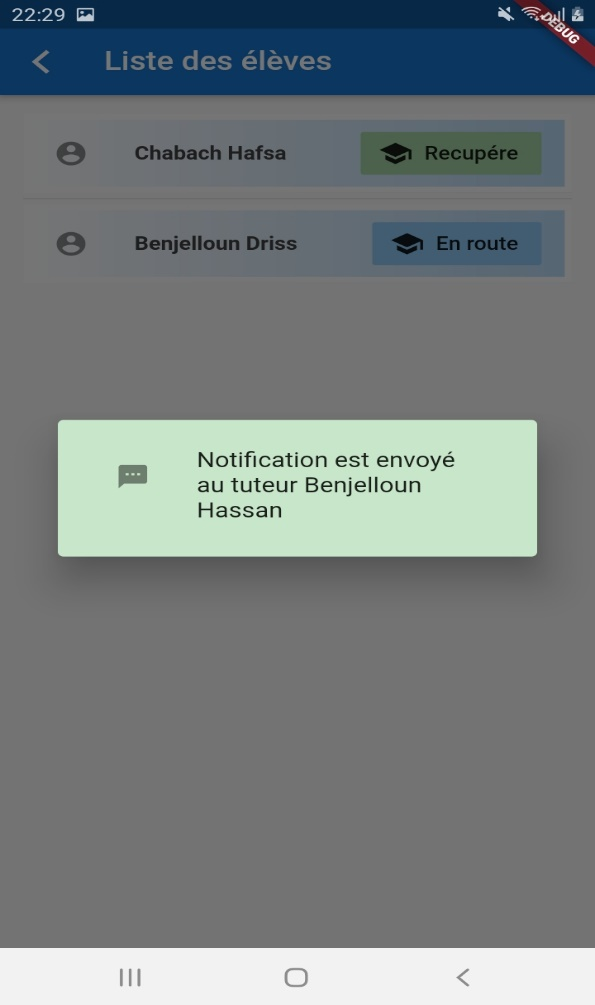 22:29
DEBUG
Liste des élèves
Chabach Hafsa
Recupére
Benjelloun Driss
En route
Notification est envoyé
au tuteur Benjelloun
Hassan